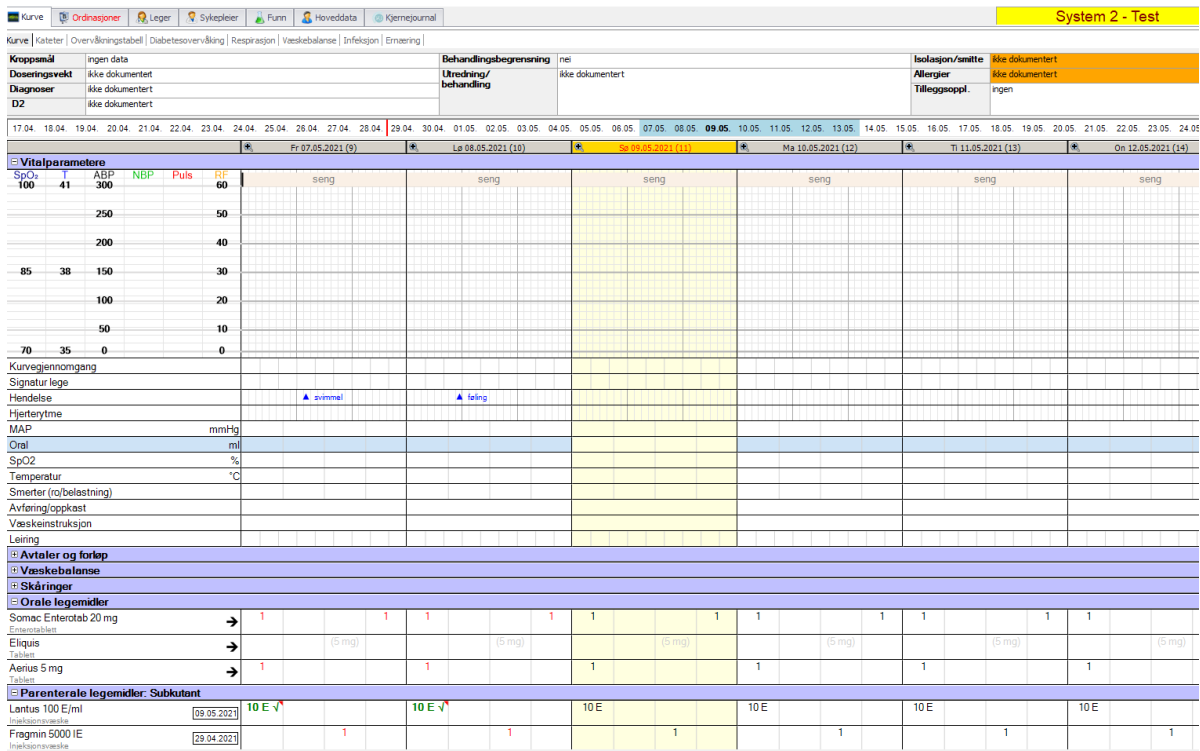 Kurve Ordinasjoner Leger Sykepleier Funn Hoveddata Kjernejournal System 2 - Test
Kurve Kateter Overvåkningstabell Diabetesovervåking Respirasjon Væskebalanse Infeksjon Ernæring
Kroppsmål ingen data Behandlingsbegrensning nei Isolasjon/smitte Ikke dokumentert
Doseringsvekt ikke dokumentert Utredning/ ikke dokumentert Allergier ikke dokumentert
Diagnoser ikke dokumentert behandling Tilleggsoppl. ingen
D2 ikke dokumentert
17.04. 18.04. 19.04. 20.04. 21.04. 22.04. 23.04. 24.04. 25.04. 26.04. 27.04. 28.04. 29.04. 30.04. 01.05. 02.05. 03.05. 04.05. 05.05. 06.05. 07.05. 08.05. 09.05. 10.05. 11.05. 12.05. 13.05. 14.05. 15.05. 16.05. 17.05. 18.05. 19.05. 20.05. 21.05. 22.05. 23.05. 24.05
Fr 07.05.2021 (9) Lø 08.05.2021 (10) Sø 09.05.2021 (11) Ma 10.05.2021 (12) Ti 11.05.2021 (13) On 12.05.2021 (14)
Vitalparametere
SpO₂ T ABP NBP Puls RF
100 41 300 60 seng seng seng seng seng seng
250 50
200 40
85 38 150 30
100 20
50 10
70 35 0 0
Kurvegjennomgang
Signatur lege
Hendelse ▲ svimmel ▲ føling
Hjerterytme
MAP mmHg
Oral ml
SpO2 %
Temperatur °C
Smerter (ro/belastning)
Avføring/oppkast
Væskeinstruksjon
Leiring
Avtaler og forløp
Væskebalanse
Skåringer
Orale legemidler
Somac Enterotab 20 mg → 1 1 1 1 1 1 1 1 1 1 1
Enterotablett
Eliquis → (5 mg) (5 mg) (5 mg) (5 mg) (5 mg) (5 mg)
Tablett
Aerius 5 mg → 1 1 1 1 1 1
Tablett
Parenterale legemidler: Subkutant
Lantus 100 E/ml 09.05.2021 10 E √ 10 E √ 10 E 10 E 10 E 10 E
Injeksjonsvæske
Fragmin 5000 IE 29.04.2021 1 1 1 1 1 1
Injeksjonsvæske